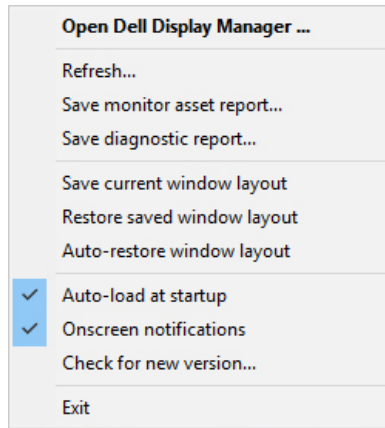 Open Dell Display Manager ...
Refresh...
Save monitor asset report...
Save diagnostic report...
Save current window layout
Restore saved window layout
Auto-restore window layout
Auto-load at startup
Onscreen notifications
Check for new version...
Exit